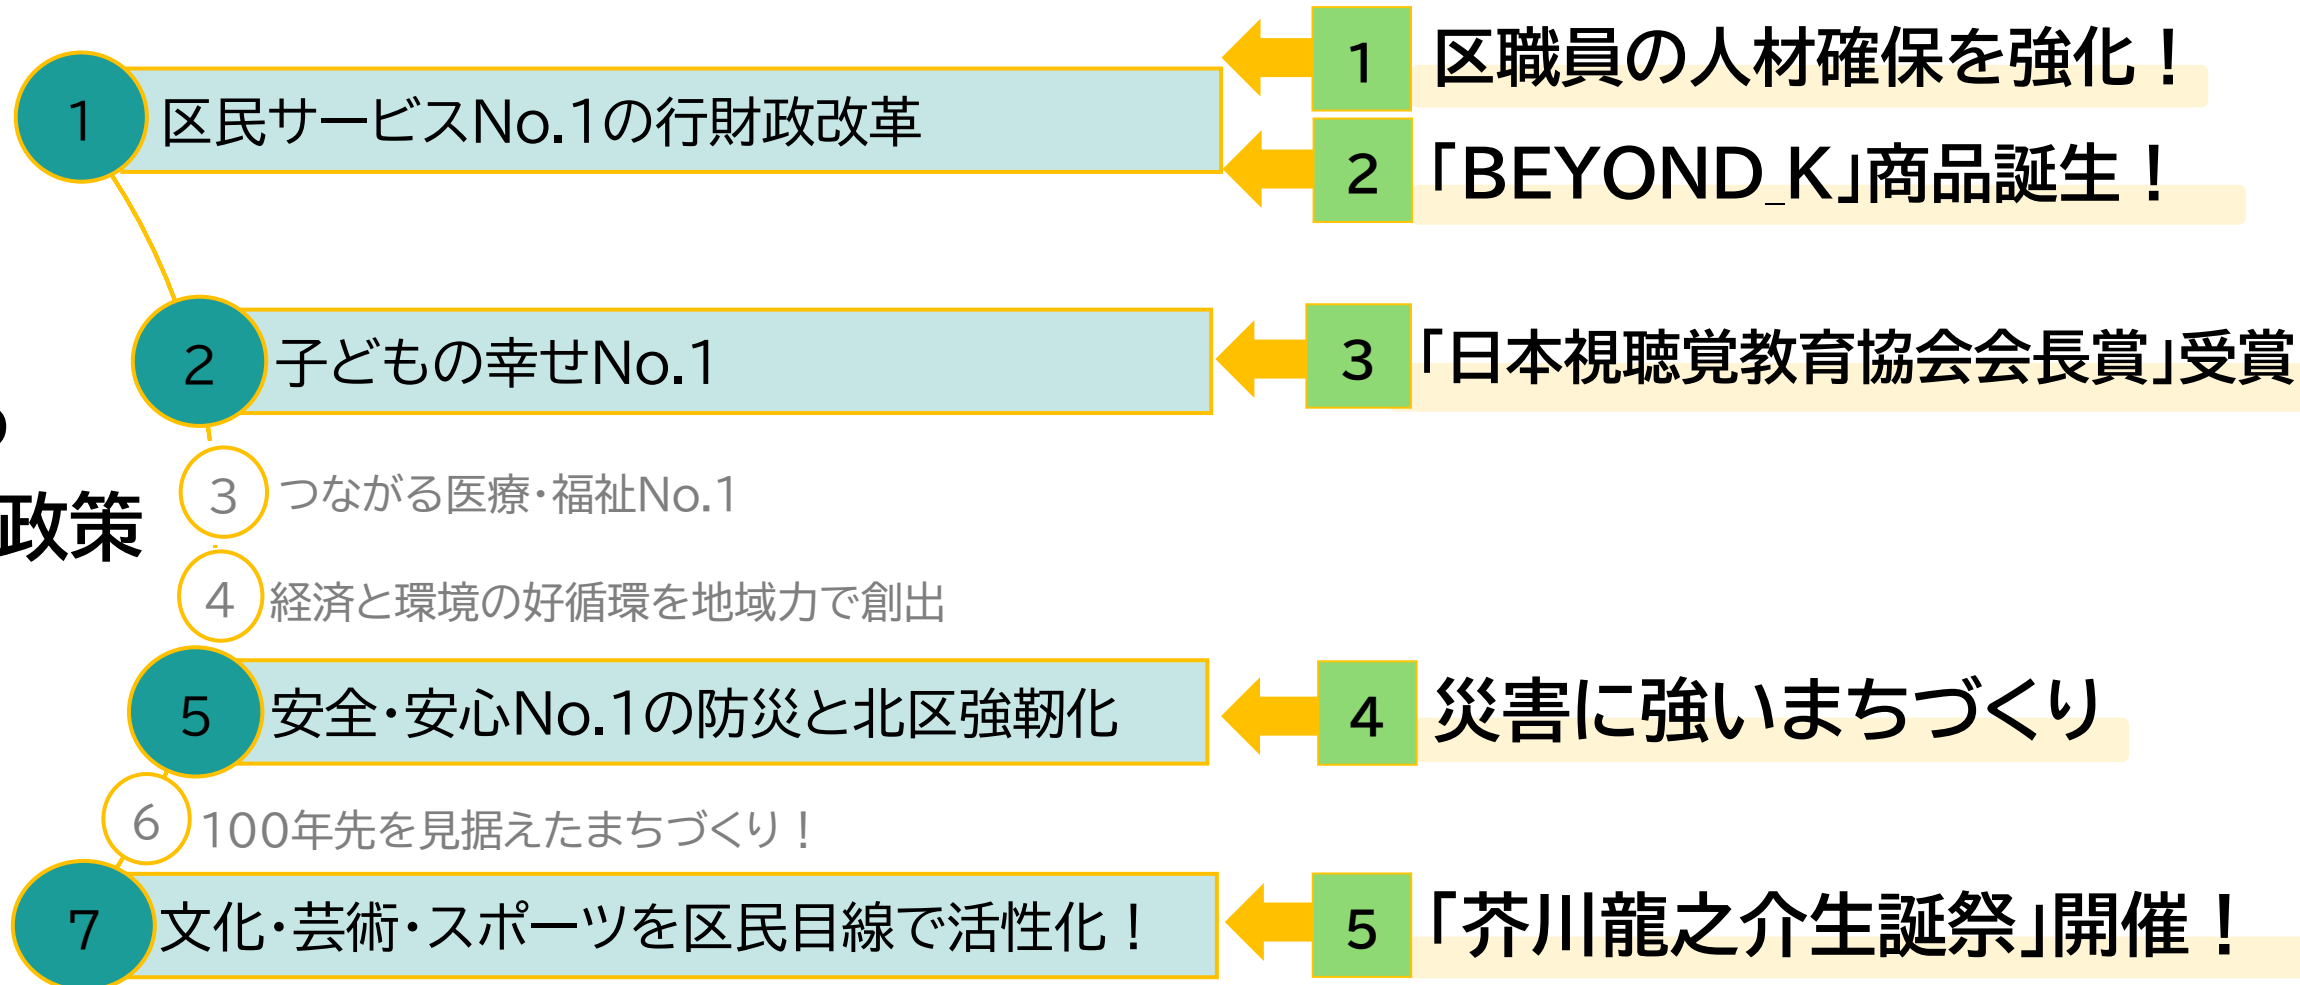 1 区民サービスNo.1の行財政改革
1 区職員の人材確保を強化！
2 「BEYOND_K」商品誕生！
2 子どもの幸せNo.1
3 「日本視聴覚教育協会会長賞」受賞
政策
3 つながる医療・福祉No.1
4 経済と環境の好循環を地域力で創出
5 安全・安心No.1の防災と北区強靭化
4 災害に強いまちづくり
6 100年先を見据えたまちづくり！
7 文化・芸術・スポーツを区民目線で活性化！
5 「芥川龍之介生誕祭」開催！